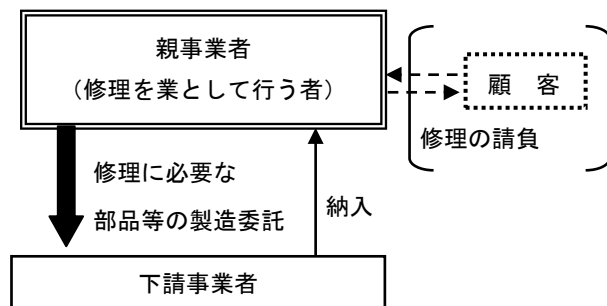 親事業者
（修理を業として行う者）
顧　客
修理の請負
修理に必要な
部品等の製造委託
納入
下請事業者